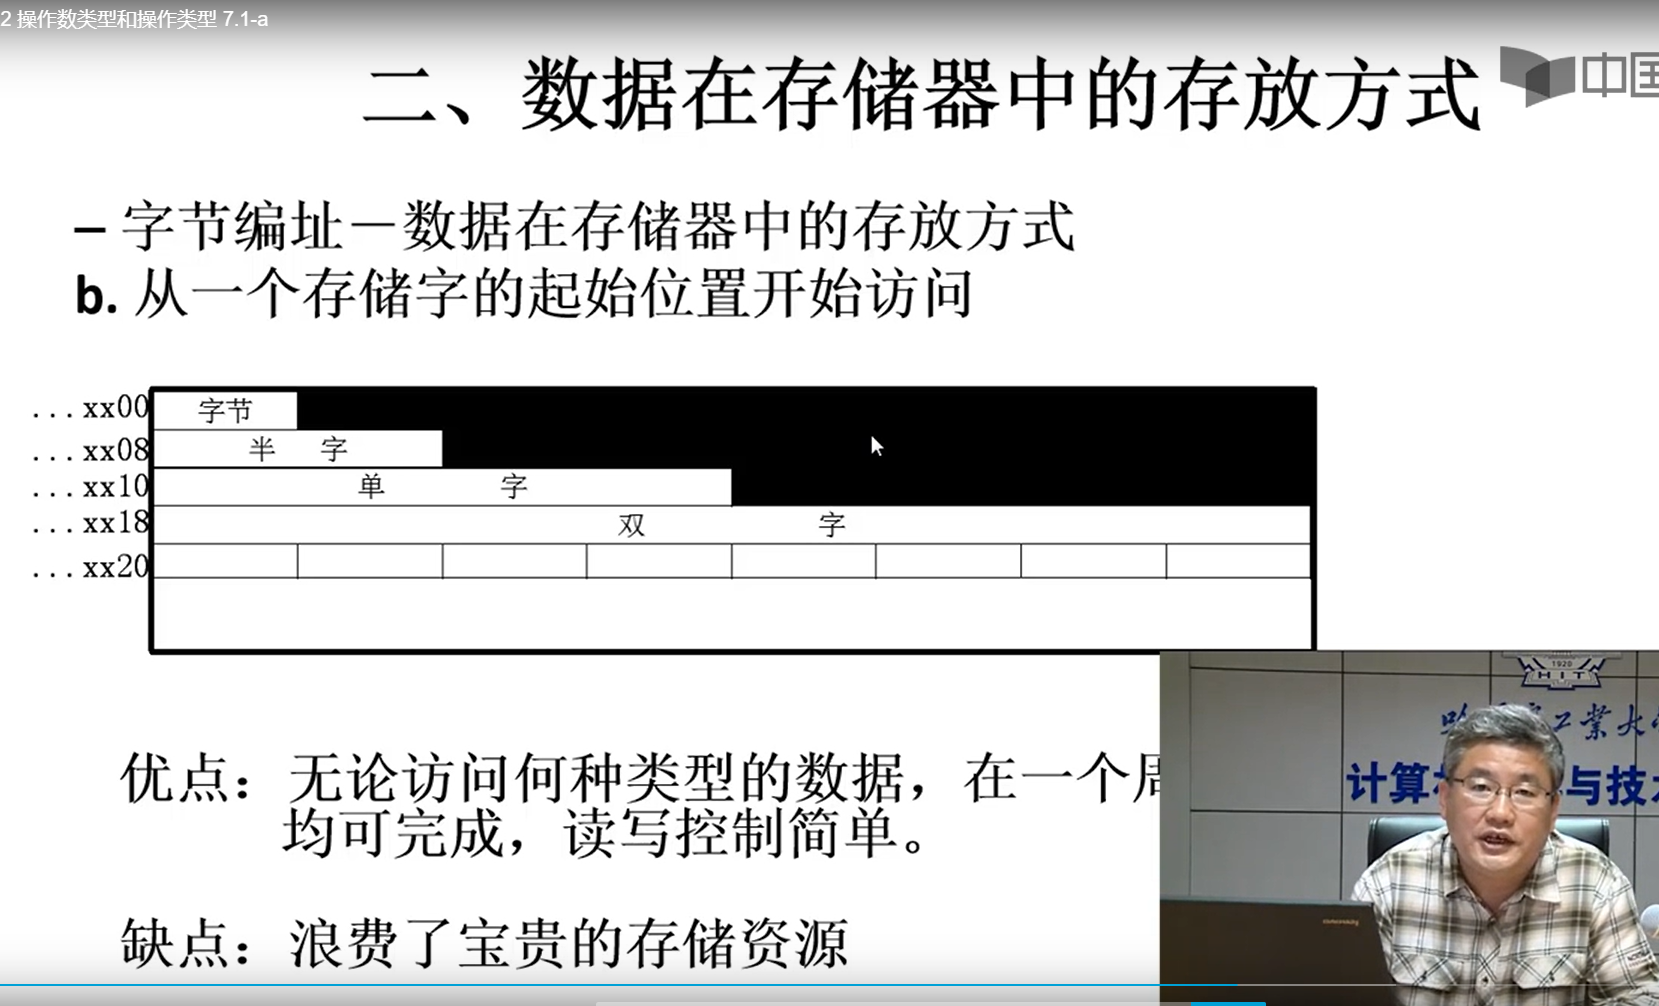 2 操作数类型和操作类型 7.1-a
二、数据在存储器中的存放方式
中国
– 字节编址－数据在存储器中的存放方式
b. 从一个存储字的起始位置开始访问
...xx00 字节
...xx08 半 字
...xx10 单 字
...xx18 双 字
...xx20
优点：无论访问何种类型的数据，在一个周
均可完成，读写控制简单。
缺点：浪费了宝贵的存储资源
1920
HIT
工業大
计算 与技